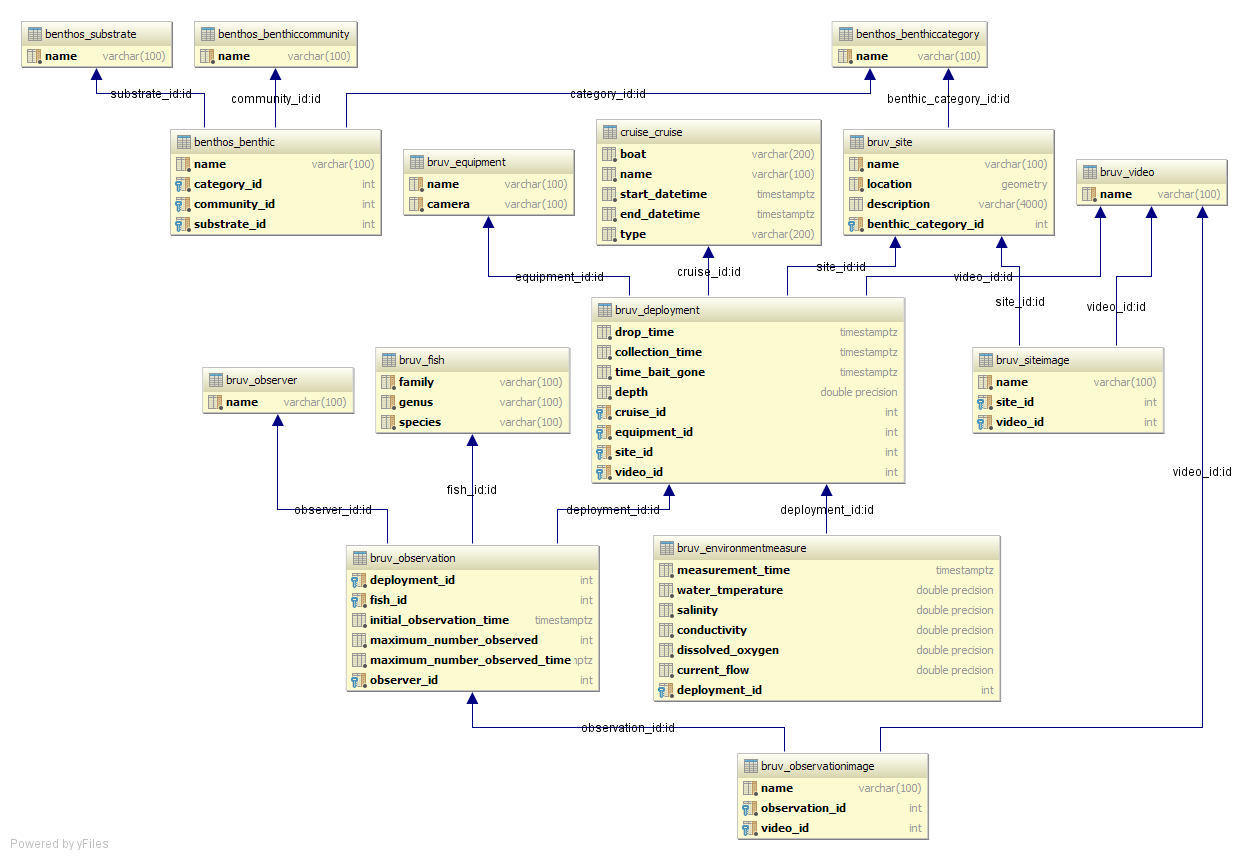 benthos_substrate
name varchar(100)
benthos_benthiccommunity
name varchar(100)
benthos_benthiccategory
name varchar(100)
substrate_id:id
community_id:id
category_id:id
benthic_category_id:id
benthos_benthic
name varchar(100)
category_id int
community_id int
substrate_id int
bruv_equipment
name varchar(100)
camera varchar(100)
cruise_cruise
boat varchar(200)
name varchar(100)
start_datetime timestamptz
end_datetime timestamptz
type varchar(200)
bruv_site
name varchar(100)
location geometry
description varchar(4000)
benthic_category_id int
bruv_video
name varchar(100)
equipment_id:id
cruise_id:id
site_id:id
video_id:id
site_id:id
video_id:id
bruv_deployment
drop_time timestamptz
collection_time timestamptz
time_bait_gone timestamptz
depth double precision
cruise_id int
equipment_id int
site_id int
video_id int
bruv_siteimage
name varchar(100)
site_id int
video_id int
bruv_observer
name varchar(100)
bruv_fish
family varchar(100)
genus varchar(100)
species varchar(100)
video_id:id
observer_id:id
fish_id:id
deployment_id:id
deployment_id:id
bruv_observation
deployment_id int
fish_id int
initial_observation_time timestamptz
maximum_number_observed int
maximum_number_observed_time ptz
observer_id int
bruv_environmentmeasure
measurement_time timestamptz
water_tmperature double precision
salinity double precision
conductivity double precision
dissolved_oxygen double precision
current_flow double precision
deployment_id int
observation_id:id
bruv_observationimage
name varchar(100)
observation_id int
video_id int
Powered by yFiles